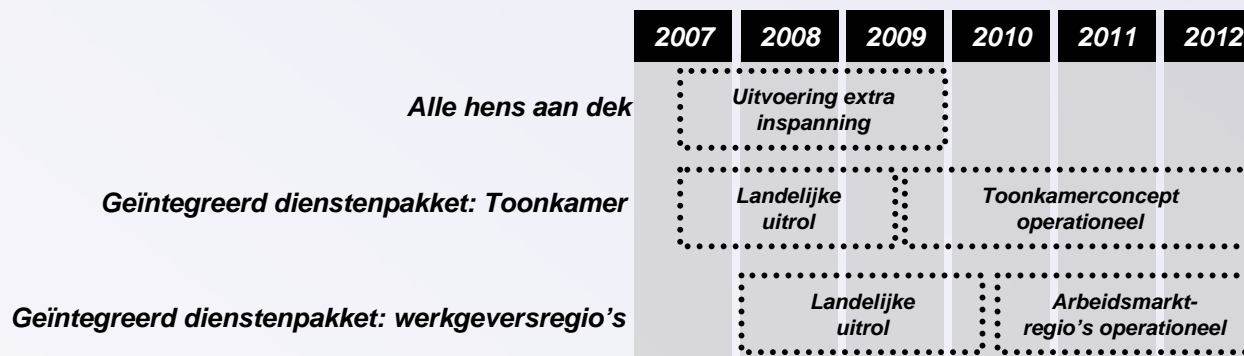 2007 2008 2009 2010 2011 2012
Alle hens aan dek
Uitvoering extra
inspanning
Geïntegreerd dienstenpakket: Toonkamer
Landelijke
uitrol
Toonkamerconcept
operationeel
Geïntegreerd dienstenpakket: werkgeversregio's
Landelijke
uitrol
Arbeidsmarkt-
regio's operationeel